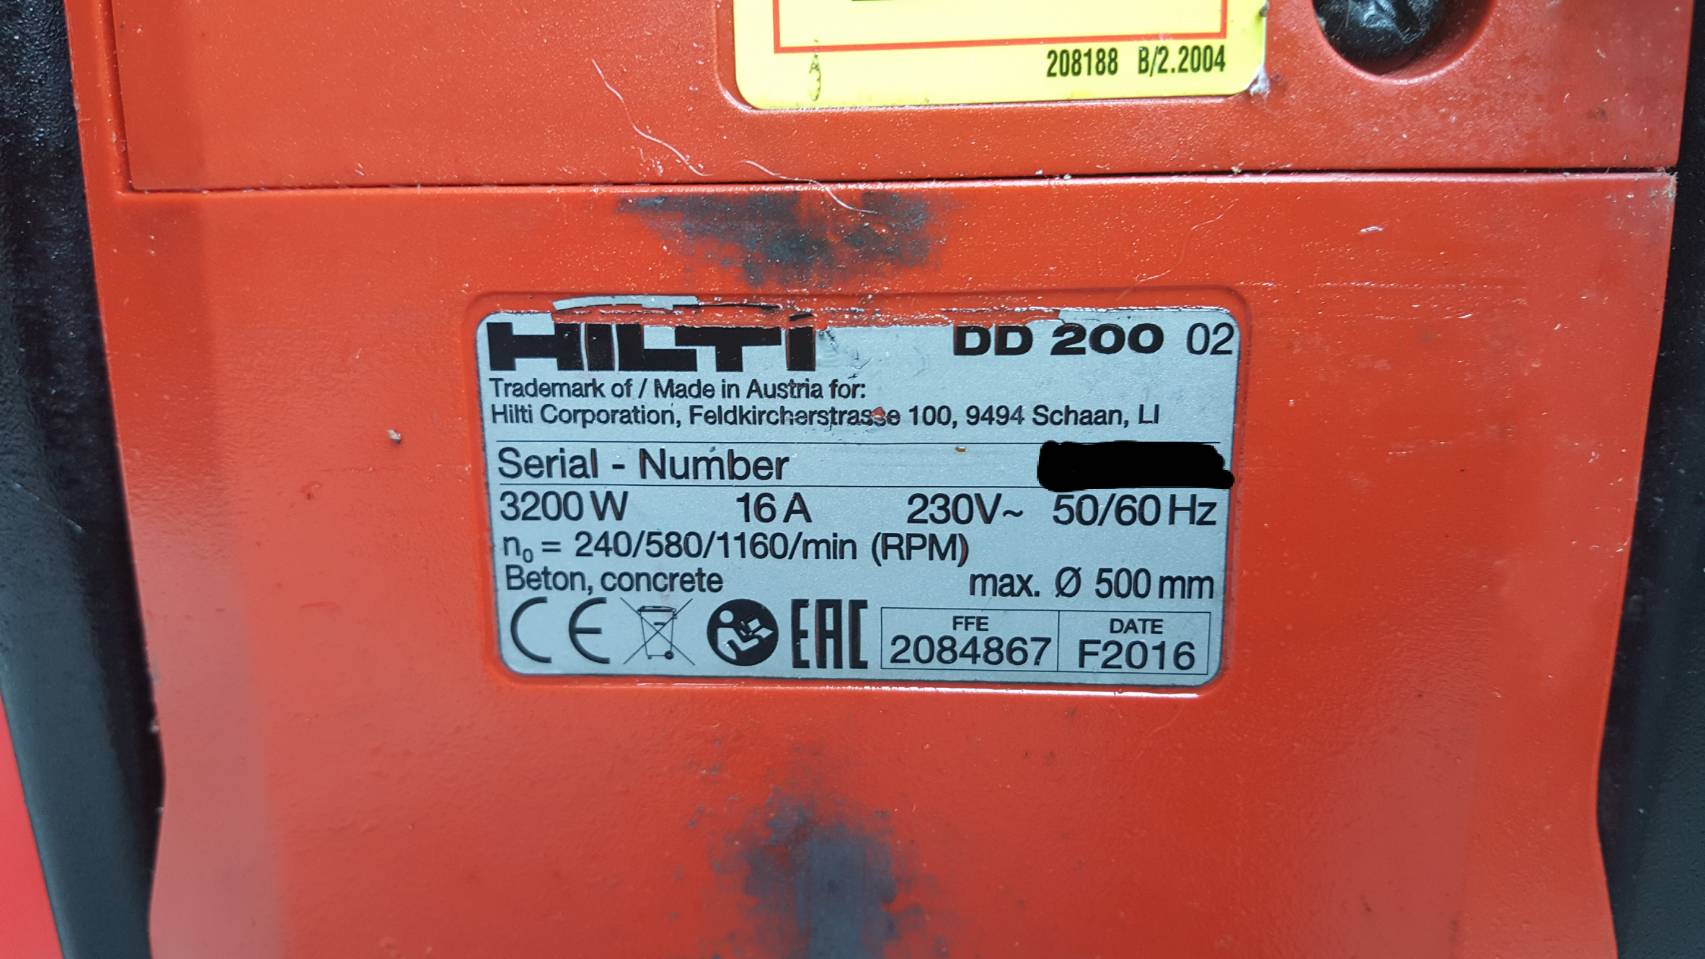 208188 B/2.2004
HILTI DD 200 02
Trademark of / Made in Austria for:
Hilti Corporation, Feldkircherstrasse 100, 9494 Schaan, LI
Serial - Number
3200 W 16 A 230V~ 50/60 Hz
n₀ = 240/580/1160/min (RPM)
Beton, concrete max. Ø 500 mm
CE EAC FFE DATE
2084867 F2016